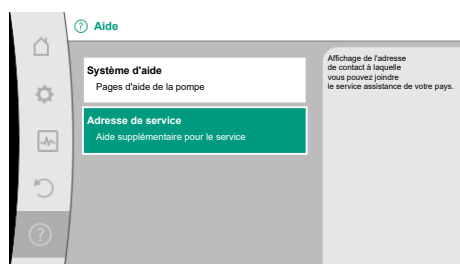 Aide
Système d'aide
Pages d'aide de la pompe
Adresse de service
Aide supplémentaire pour le service
Affichage de l'adresse
de contact à laquelle
vous pouvez joindre
le service assistance de votre pays.